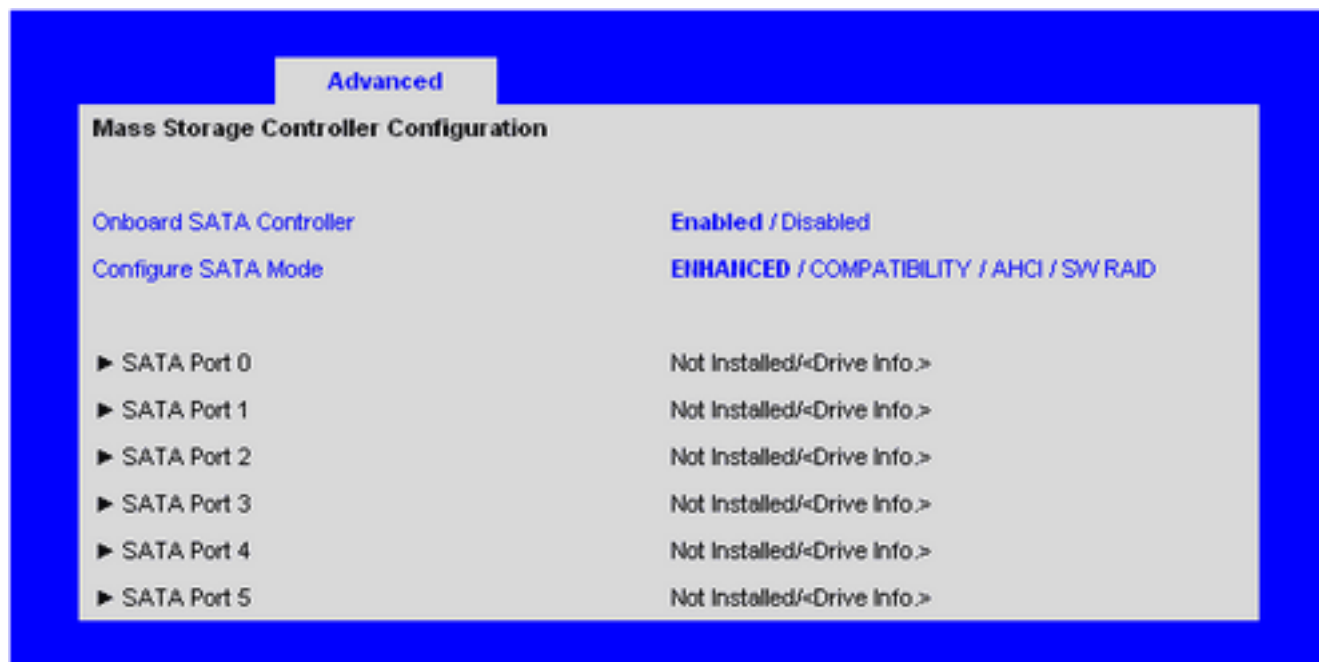 Advanced
Mass Storage Controller Configuration
Onboard SATA Controller Enabled / Disabled
Configure SATA Mode ENHANCED / COMPATIBILITY / AHCI / SW RAID
► SATA Port 0 Not Installed/<Drive Info.>
► SATA Port 1 Not Installed/<Drive Info.>
► SATA Port 2 Not Installed/<Drive Info.>
► SATA Port 3 Not Installed/<Drive Info.>
► SATA Port 4 Not Installed/<Drive Info.>
► SATA Port 5 Not Installed/<Drive Info.>